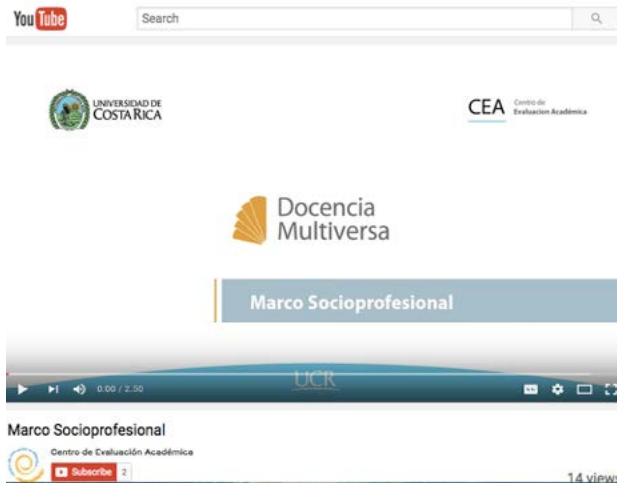 You Tube
Search
UNIVERSIDAD DE
COSTA RICA
CEA
Centro de
Evaluacion Académica
Docencia
Multiversa
Marco Socioprofesional
UCR
0:00 / 2:50
Marco Socioprofesional
Centro de Evaluación Académica
Subscribe 2
14 views